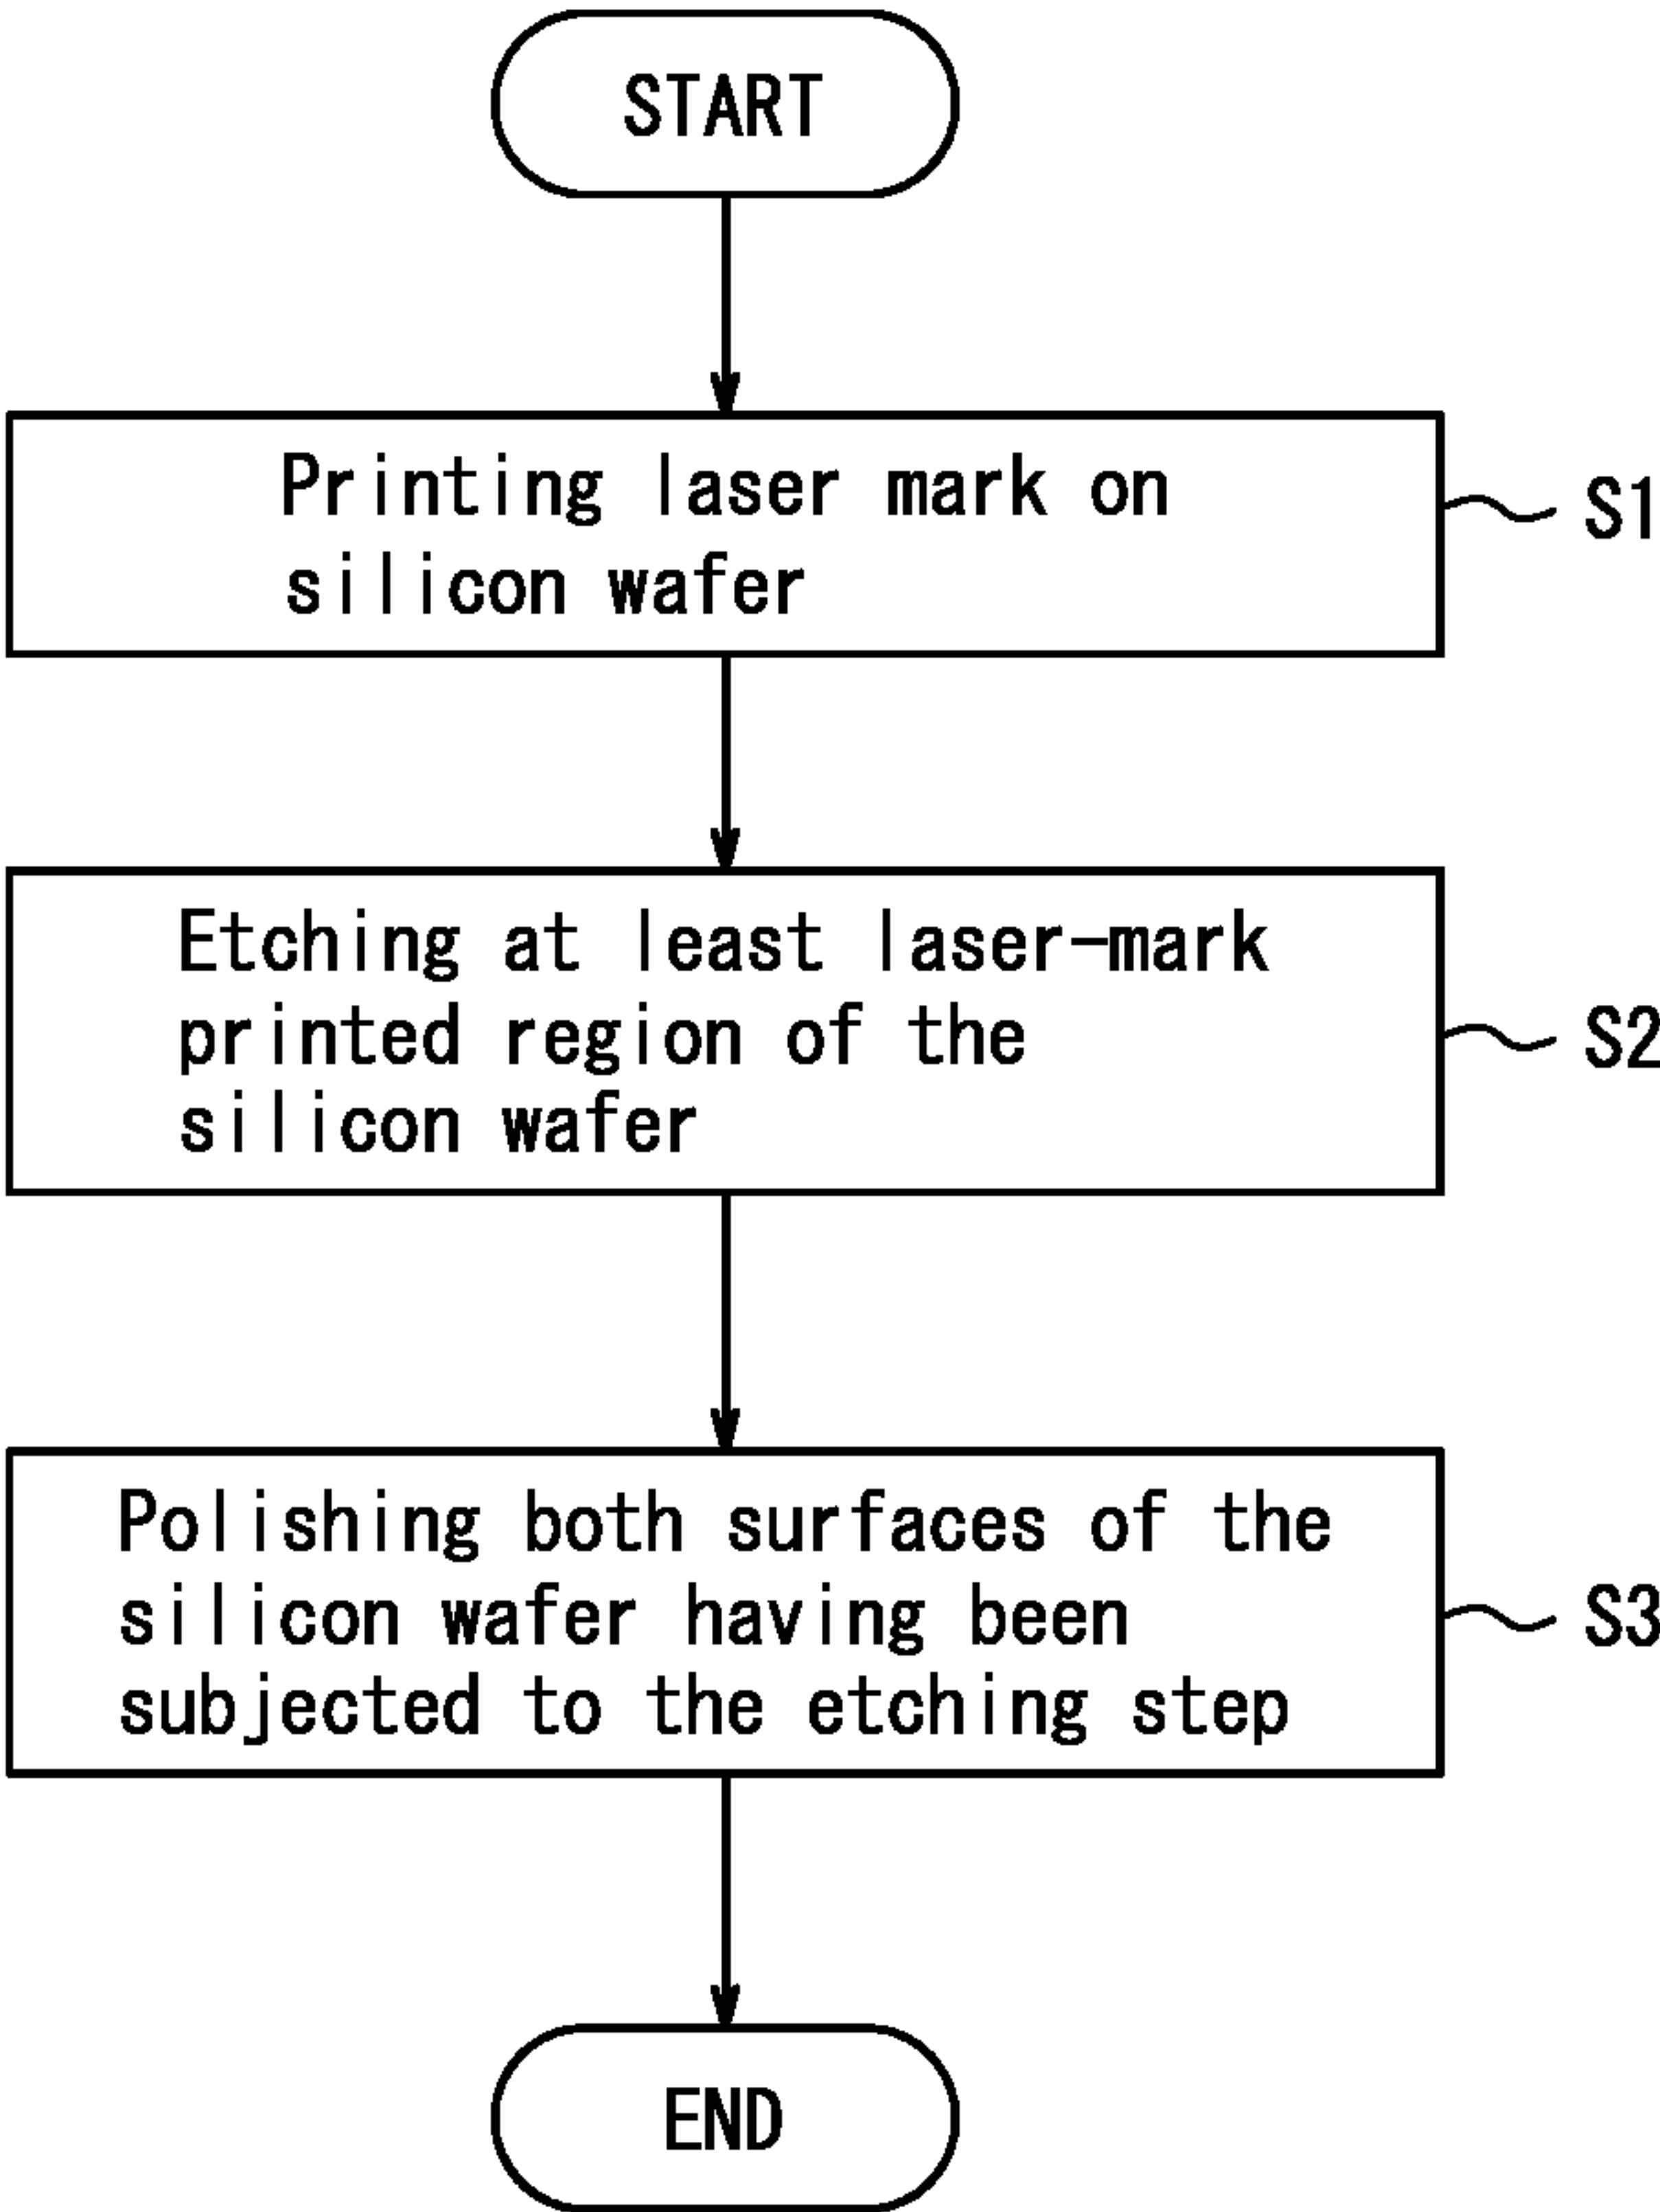 START
Printing laser mark on
silicon wafer
S1
Etching at least laser-mark
printed region of the
silicon wafer
S2
Polishing both surfaces of the
silicon wafer having been
subjected to the etching step
S3
END